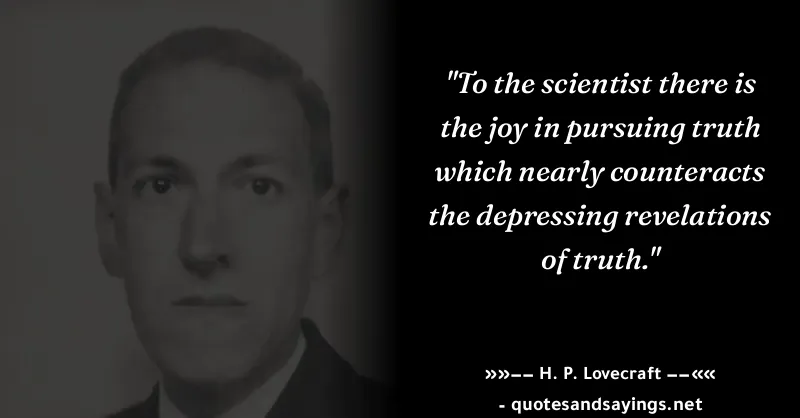 "To the scientist there is
the joy in pursuing truth
which nearly counteracts
the depressing revelations
of truth."
»»–– H. P. Lovecraft ––««
- quotesandsayings.net